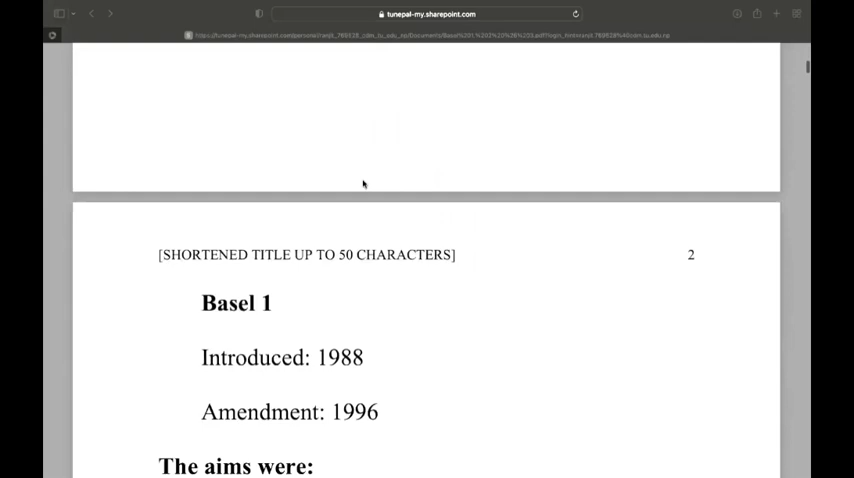 tunepal-my.sharepoint.com
[SHORTENED TITLE UP TO 50 CHARACTERS] 2
Basel 1
Introduced: 1988
Amendment: 1996
The aims were: